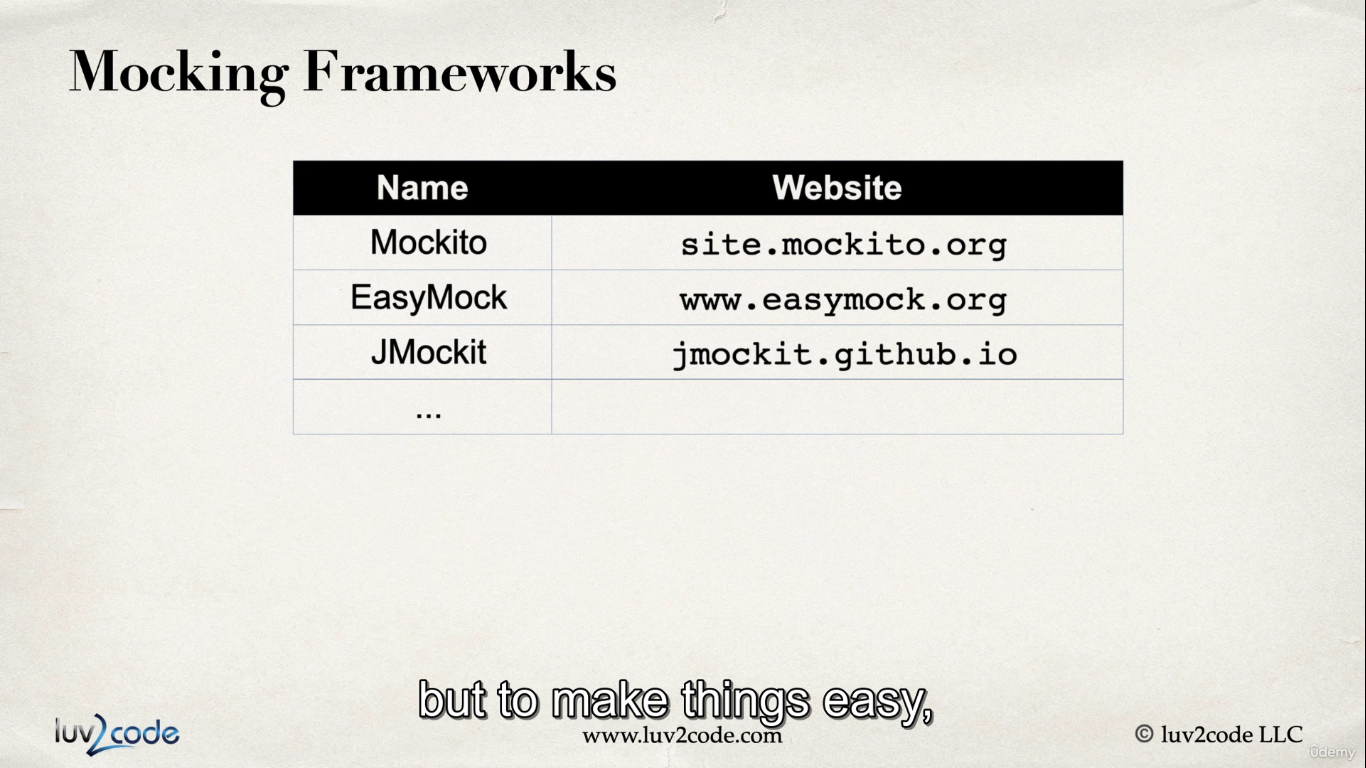 Mocking Frameworks
Name Website
Mockito site.mockito.org
EasyMock www.easymock.org
JMockit jmockit.github.io
...
but to make things easy,
luv2code www.luv2code.com © luv2code LLC
ûdemy